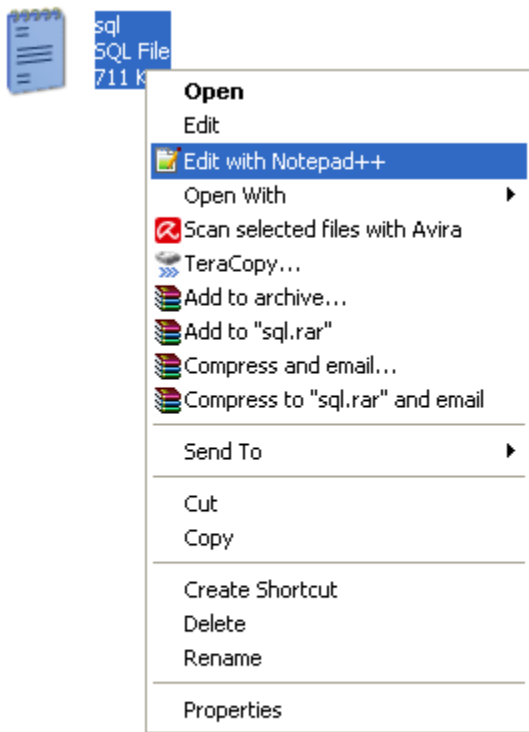 sql
SQL File
711 K
Open
Edit
Edit with Notepad++
Open With
Scan selected files with Avira
TeraCopy...
Add to archive...
Add to "sql.rar"
Compress and email...
Compress to "sql.rar" and email
Send To
Cut
Copy
Create Shortcut
Delete
Rename
Properties